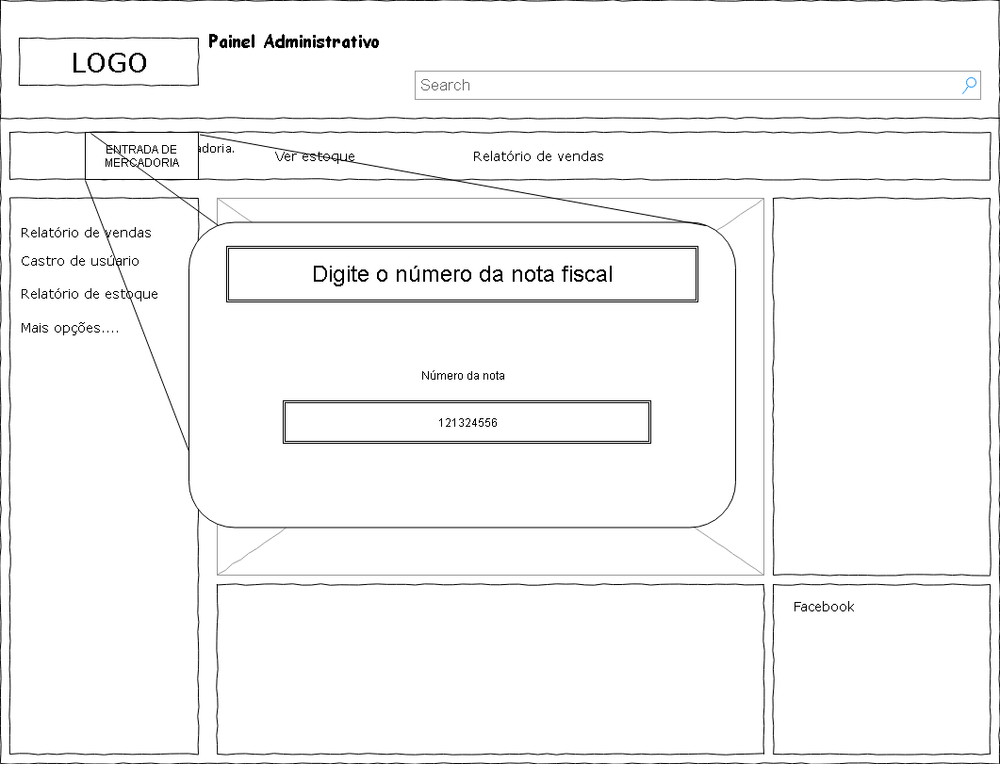 Painel Administrativo
LOGO
Search
ENTRADA DE
MERCADORIA
adoria.
Ver estoque
Relatório de vendas
Relatório de vendas
Castro de usúario
Relatório de estoque
Mais opções....
Digite o número da nota fiscal
Número da nota
121324556
Facebook